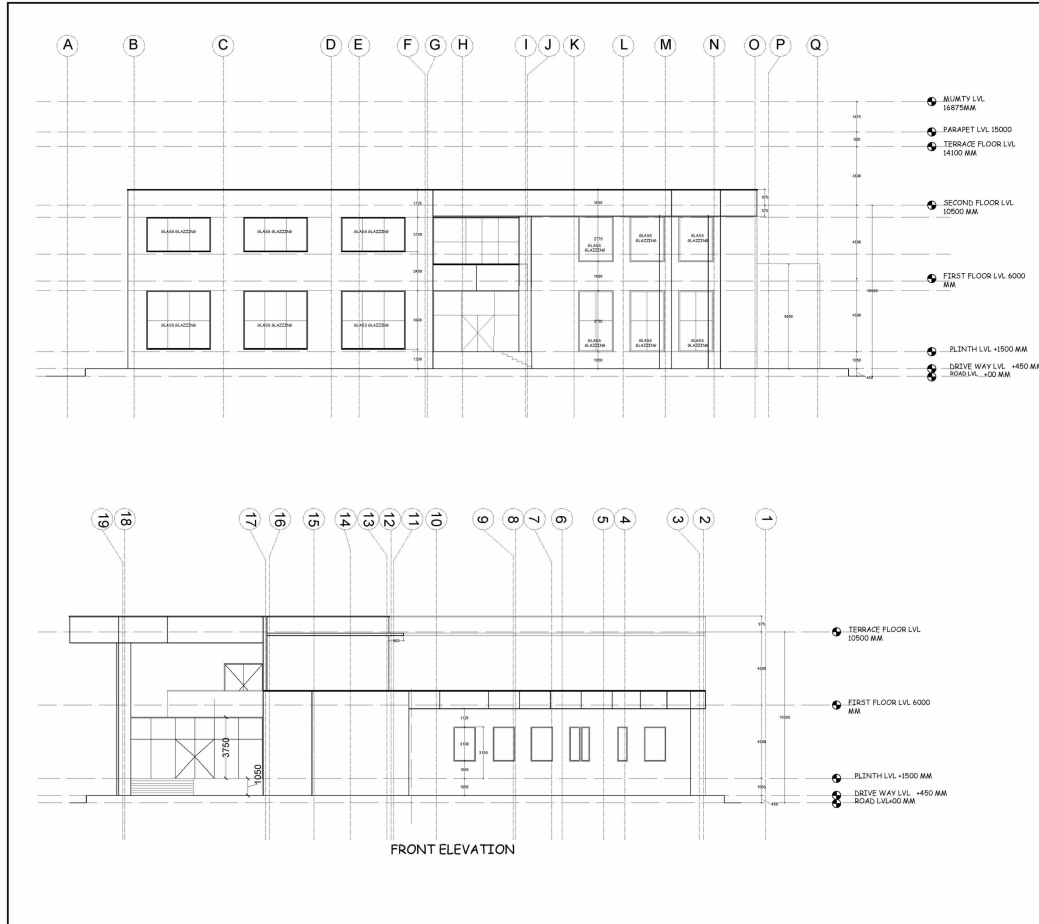 A B C D E F G H I J K L M N O P Q
MUMTY LVL
16875MM
PARAPET LVL 15000
TERRACE FLOOR LVL
14100 MM
SECOND FLOOR LVL
10500 MM
GLASS GLAZZING GLASS GLAZZING GLASS GLAZZING
GLASS
GLAZZING
GLASS
GLAZZING
GLASS
GLAZZING
FIRST FLOOR LVL 6000
MM
GLASS GLAZZING GLASS GLAZZING GLASS GLAZZING
GLASS
GLAZZING
GLASS
GLAZZING
GLASS
GLAZZING
PLINTH LVL +1500 MM
DRIVE WAY LVL +450 MM
ROAD LVL +00 MM
19 18 17 16 15 14 13 12 11 10 9 8 7 6 5 4 3 2 1
TERRACE FLOOR LVL
10500 MM
FIRST FLOOR LVL 6000
MM
3750
1050
PLINTH LVL +1500 MM
DRIVE WAY LVL +450 MM
ROAD LVL+00 MM
FRONT ELEVATION